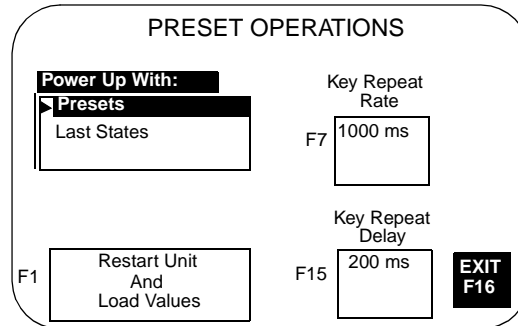 PRESET OPERATIONS
Power Up With:
Presets
Last States
Key Repeat
Rate
F7
1000 ms
F1
Restart Unit
And
Load Values
Key Repeat
Delay
F15
200 ms
EXIT
F16